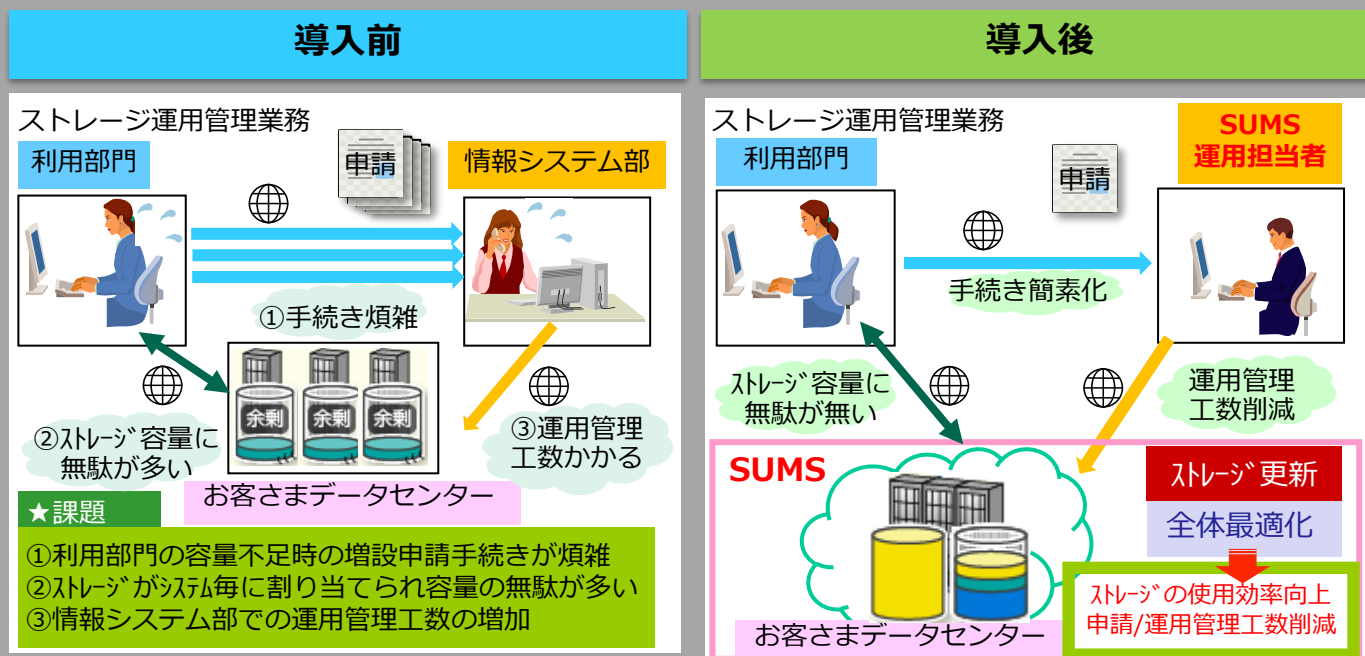 導入前
ストレージ運用管理業務
利用部門
申請
情報システム部
①手続き煩雑
余剰
余剰
余剰
②ｽﾄﾚｰｼﾞ容量に
無駄が多い
③運用管理
工数かかる
お客さまデータセンター
★課題
①利用部門の容量不足時の増設申請手続きが煩雑
②ｽﾄﾚｰｼﾞがｼｽﾃﾑ毎に割り当てられ容量の無駄が多い
③情報システム部での運用管理工数の増加
導入後
ストレージ運用管理業務
利用部門
申請
SUMS
運用担当者
手続き簡素化
ｽﾄﾚｰｼﾞ容量に
無駄が無い
運用管理
工数削減
SUMS
ｽﾄﾚｰｼﾞ更新
全体最適化
ｽﾄﾚｰｼﾞの使用効率向上
申請/運用管理工数削減
お客さまデータセンター